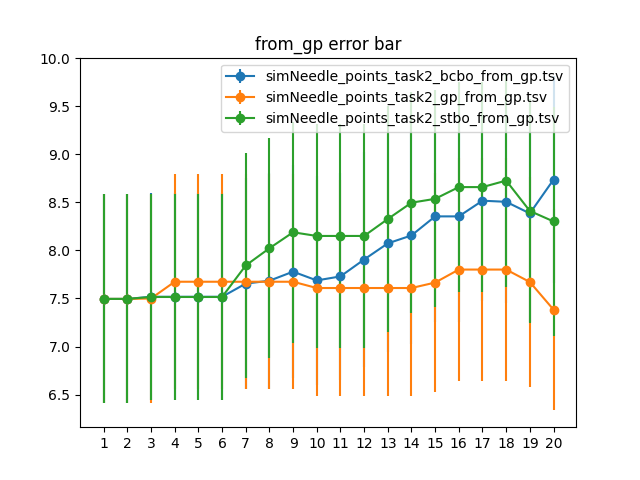 from_gp error bar
simNeedle_points_task2_bcbo_from_gp.tsv
simNeedle_points_task2_gp_from_gp.tsv
simNeedle_points_task2_stbo_from_gp.tsv
10.0
9.5
9.0
8.5
8.0
7.5
7.0
6.5
1 2 3 4 5 6 7 8 9 10 11 12 13 14 15 16 17 18 19 20